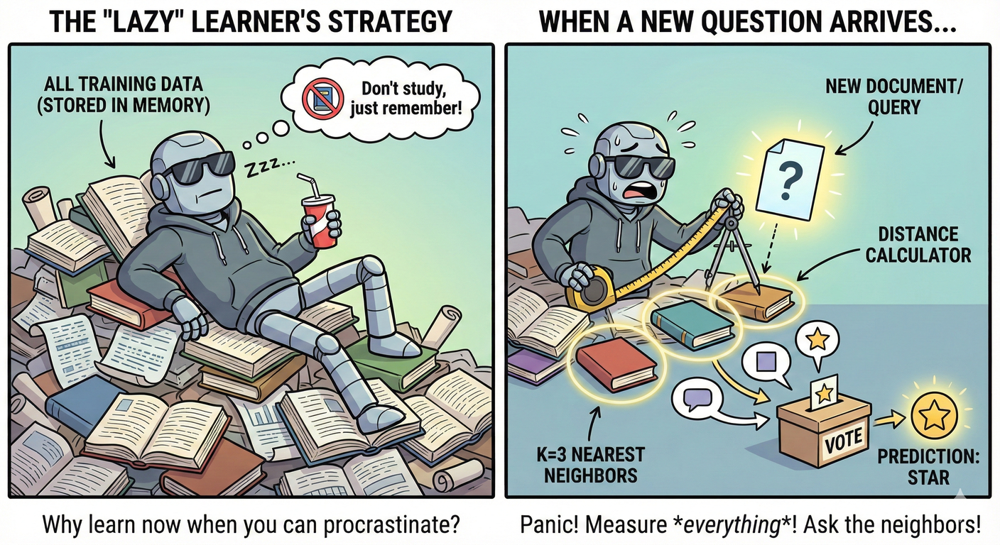 THE "LAZY" LEARNER'S STRATEGY
ALL TRAINING DATA
(STORED IN MEMORY)
Don't study,
just remember!
Zzz...
Why learn now when you can procrastinate?
WHEN A NEW QUESTION ARRIVES...
NEW DOCUMENT/
QUERY
?
DISTANCE
CALCULATOR
K=3 NEAREST
NEIGHBORS
VOTE
PREDICTION:
STAR
Panic! Measure *everything*! Ask the neighbors!